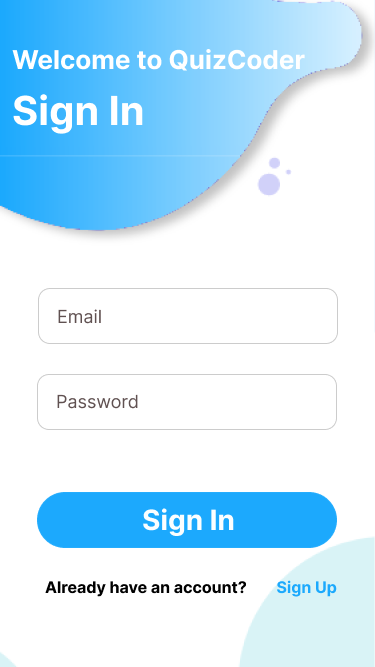 Welcome to QuizCoder
Sign In
Email
Password
Sign In
Already have an account? Sign Up